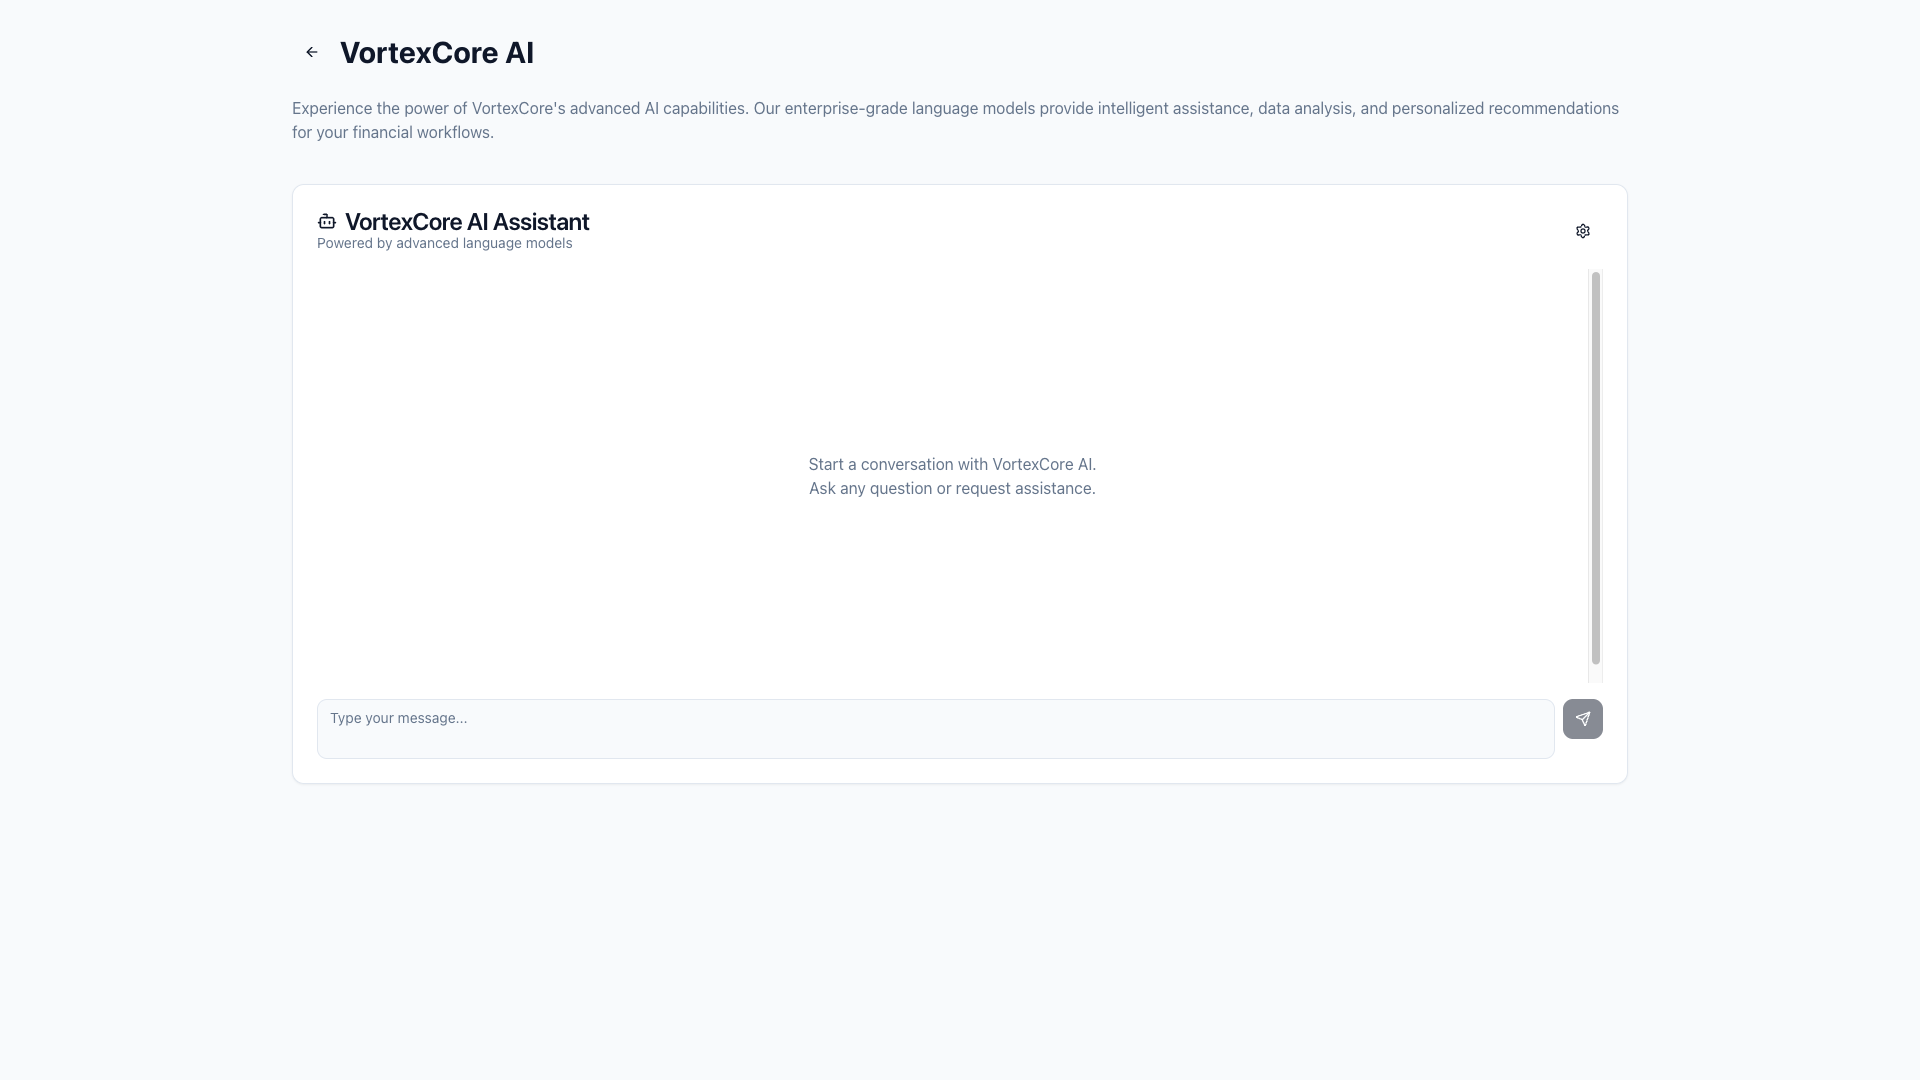 VortexCore AI
Experience the power of VortexCore's advanced AI capabilities. Our enterprise-grade language models provide intelligent assistance, data analysis, and personalized recommendations
for your financial workflows.
VortexCore AI Assistant
Powered by advanced language models
Start a conversation with VortexCore AI.
Ask any question or request assistance.
Type your message...